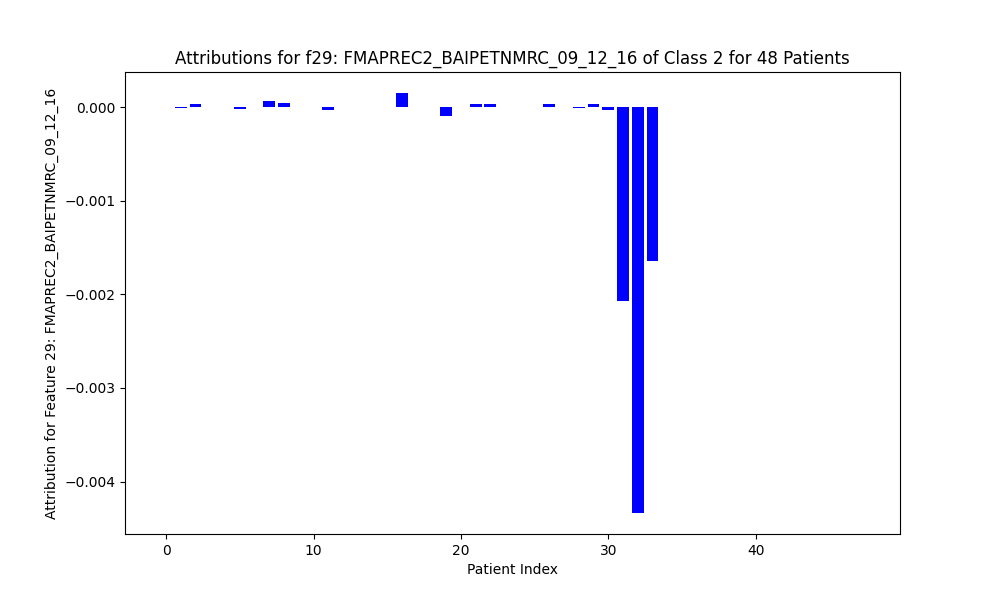 Attributions for f29: FMAPREC2_BAIPETNMRC_09_12_16 of Class 2 for 48 Patients
Attribution for Feature 29: FMAPREC2_BAIPETNMRC_09_12_16
0.000
−0.001
−0.002
−0.003
−0.004
0 10 20 30 40
Patient Index